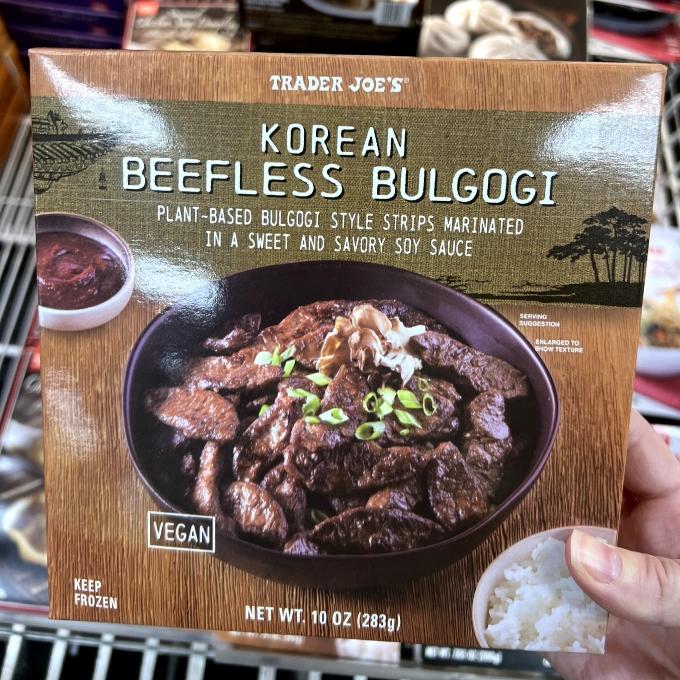 TRADER JOE'S®
KOREAN
BEEFLESS BULGOGI
PLANT-BASED BULGOGI STYLE STRIPS MARINATED
IN A SWEET AND SAVORY SOY SAUCE
SERVING
SUGGESTION
ENLARGED TO
SHOW TEXTURE
VEGAN
KEEP
FROZEN
NET WT. 10 OZ (283g)